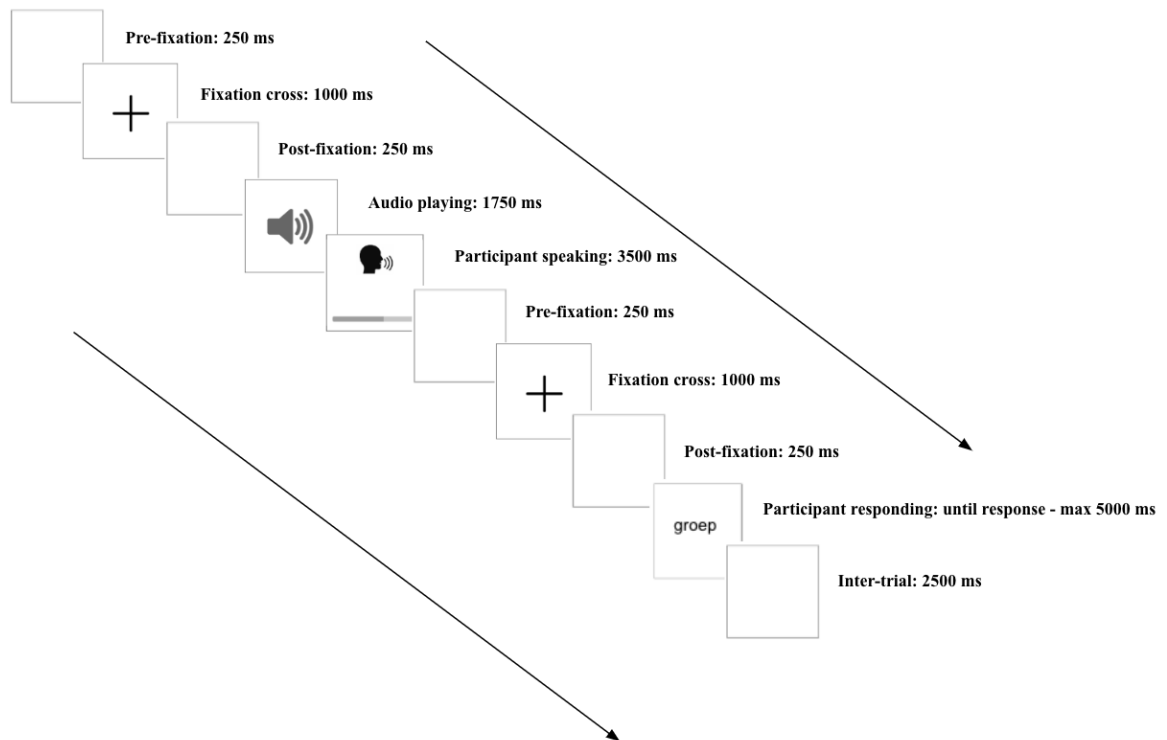 Pre-fixation: 250 ms
Fixation cross: 1000 ms
Post-fixation: 250 ms
Audio playing: 1750 ms
Participant speaking: 3500 ms
Pre-fixation: 250 ms
Fixation cross: 1000 ms
Post-fixation: 250 ms
Participant responding: until response - max 5000 ms
groep
Inter-trial: 2500 ms